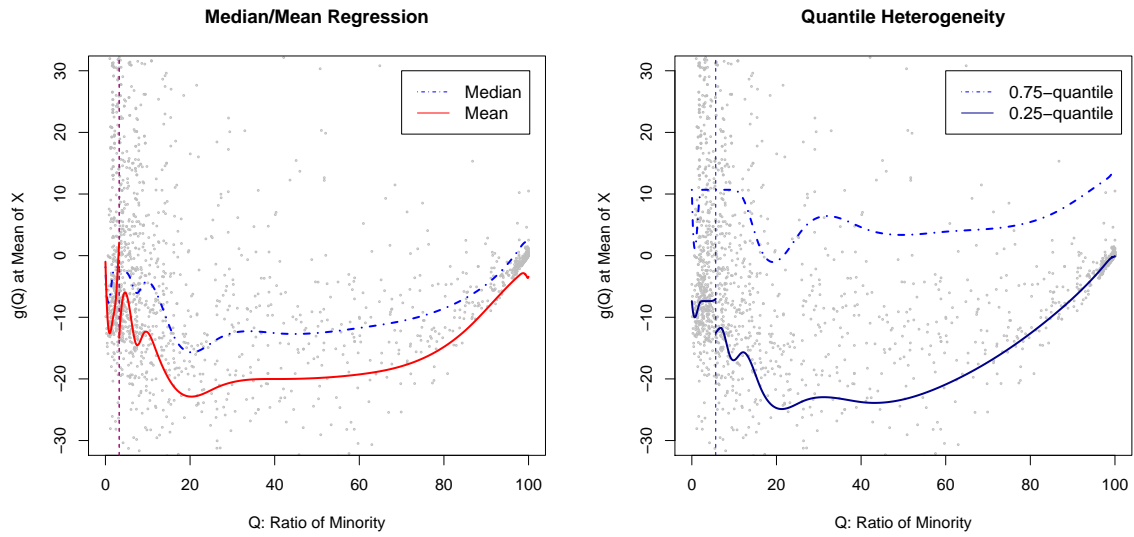 Median/Mean Regression
g(Q) at Mean of X
30
20
10
0
−10
−20
−30
Median
Mean
0
20
40
60
80
100
Q: Ratio of Minority
Quantile Heterogeneity
g(Q) at Mean of X
30
20
10
0
−10
−20
−30
0.75−quantile
0.25−quantile
0
20
40
60
80
100
Q: Ratio of Minority